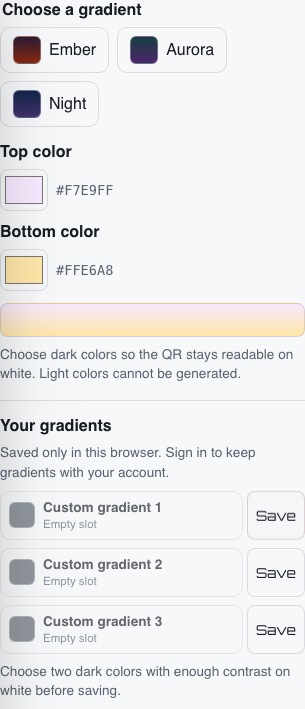 Choose a gradient
Ember
Aurora
Night
Top color
#F7E9FF
Bottom color
#FFE6A8
Choose dark colors so the QR stays readable on
white. Light colors cannot be generated.
Your gradients
Saved only in this browser. Sign in to keep
gradients with your account.
Custom gradient 1
Empty slot
Save
Custom gradient 2
Empty slot
Save
Custom gradient 3
Empty slot
Save
Choose two dark colors with enough contrast on
white before saving.